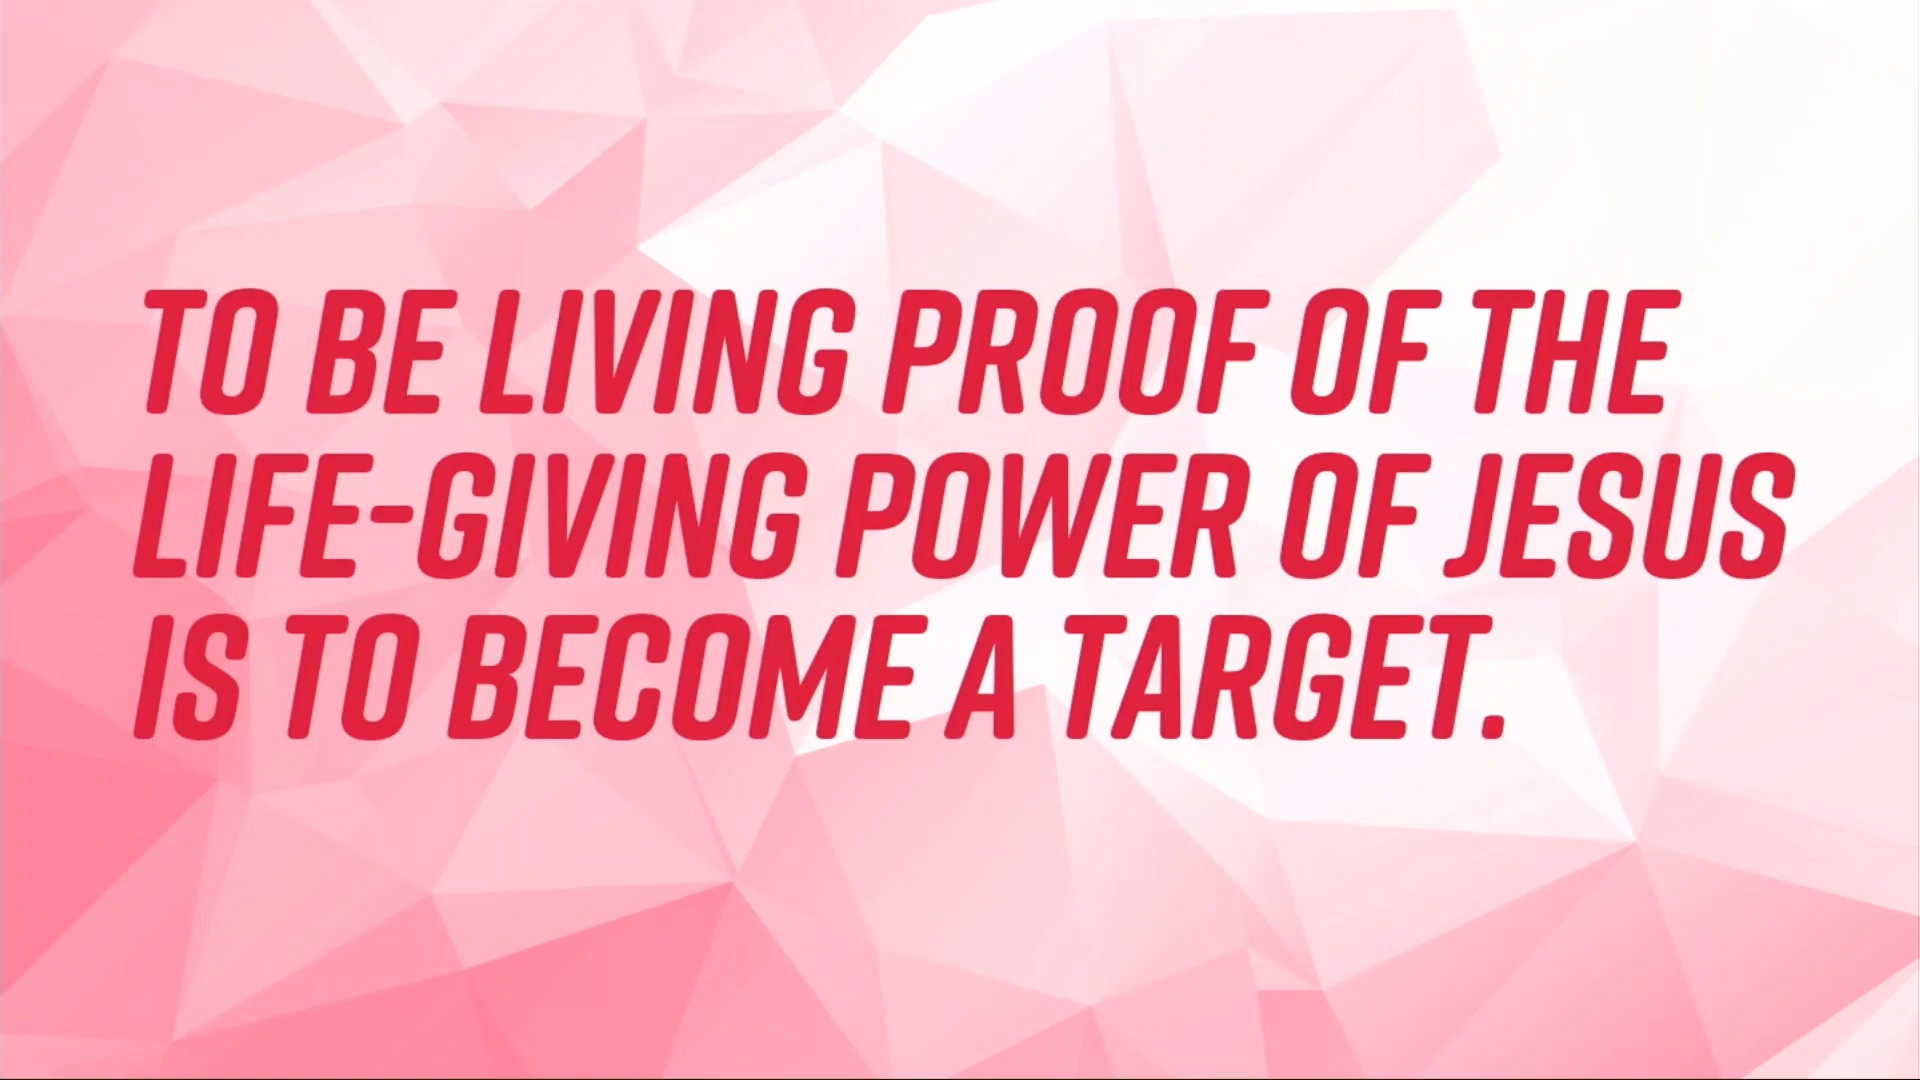 TO BE LIVING PROOF OF THE
LIFE-GIVING POWER OF JESUS
IS TO BECOME A TARGET.